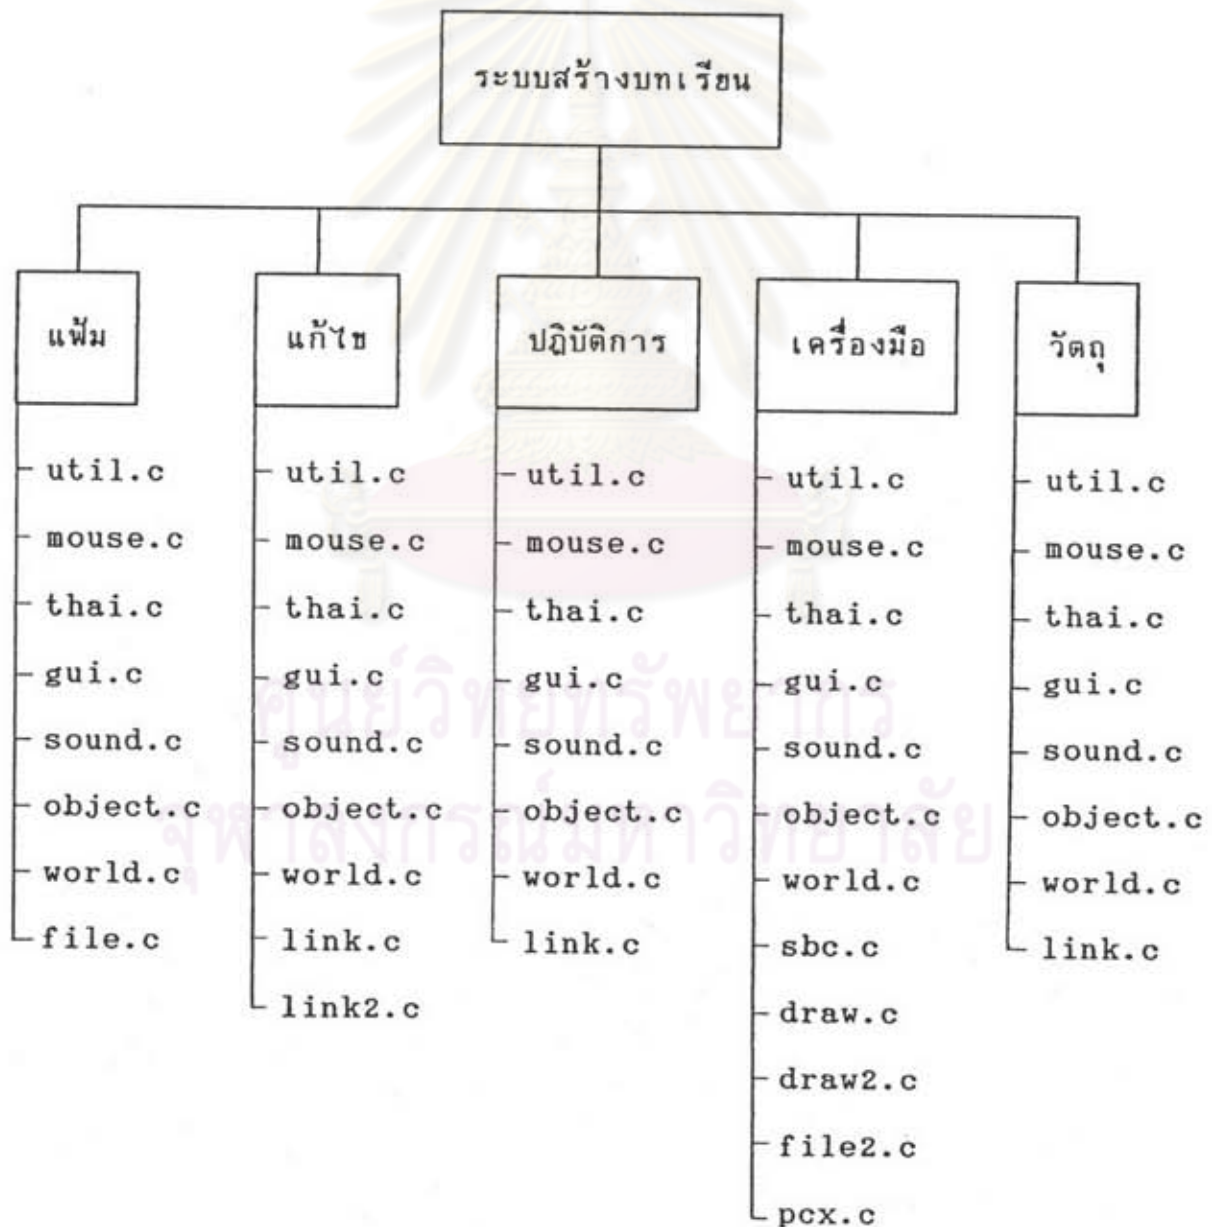 ระบบสร้างบทเรียน
แฟ้ม
แก้ไข
ปฏิบัติการ
เครื่องมือ
วัตถุ
util.c
mouse.c
thai.c
gui.c
sound.c
object.c
world.c
file.c
util.c
mouse.c
thai.c
gui.c
sound.c
object.c
world.c
link.c
link2.c
util.c
mouse.c
thai.c
gui.c
sound.c
object.c
world.c
link.c
util.c
mouse.c
thai.c
gui.c
sound.c
object.c
world.c
sbc.c
draw.c
draw2.c
file2.c
pcx.c
util.c
mouse.c
thai.c
gui.c
sound.c
object.c
world.c
link.c
ศูนย์วิทยทรัพยากร
จุฬาลงกรณ์มหาวิทยาลัย